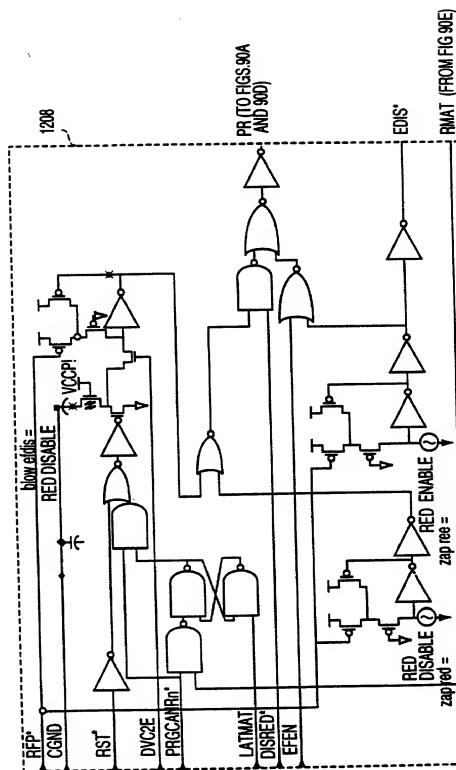 1208
PR (TO FIGS.90A
AND 90D)
EDIS*
RMAT (FROM FIG 90E)
blow eldis =
RED DISABLE
VCCP!
RFP*
CGND
RST*
DVC2E
PRGCANRn*
LATMAT
DISRED*
EFEN
RED
DISABLE
zap red =
RED
ENABLE
zap ree =